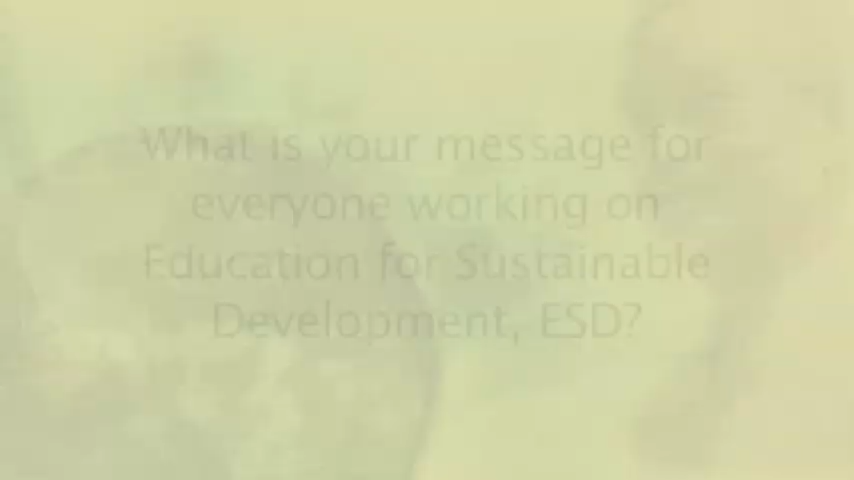 What is your message for
everyone working on
Education for Sustainable
Development, ESD?